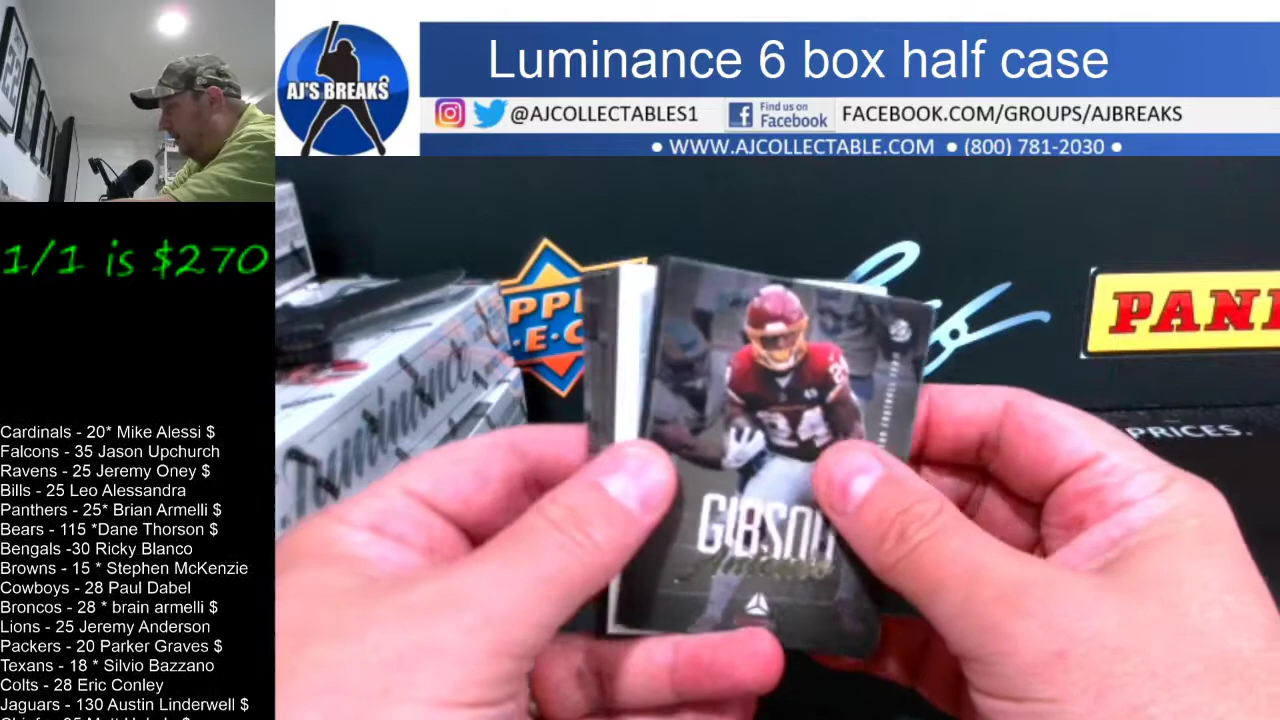 Luminance 6 box half case
AJ'S BREAKS
@AJCOLLECTABLES1
Find us on
Facebook
FACEBOOK.COM/GROUPS/AJBREAKS
• WWW.AJCOLLECTABLE.COM • (800) 781-2030 •
1/1 is $270
PANI
PRICES.
Luminance
24
GIBSON
Cardinals - 20* Mike Alessi $
Falcons - 35 Jason Upchurch
Ravens - 25 Jeremy Oney $
Bills - 25 Leo Alessandra
Panthers - 25* Brian Armelli $
Bears - 115 *Dane Thorson $
Bengals -30 Ricky Blanco
Browns - 15 * Stephen McKenzie
Cowboys - 28 Paul Dabel
Broncos - 28 * brain armelli $
Lions - 25 Jeremy Anderson
Packers - 20 Parker Graves $
Texans - 18 * Silvio Bazzano
Colts - 28 Eric Conley
Jaguars - 130 Austin Linderwell $